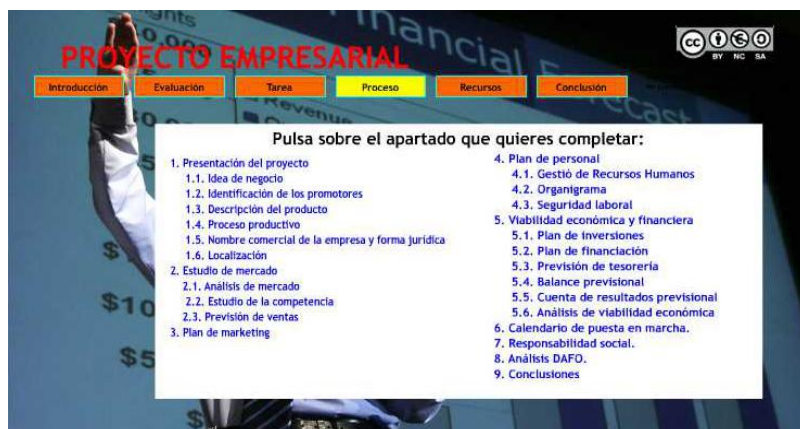 PROYECTO EMPRESARIAL
BY NC SA
Introducción
Evaluación
Tarea
Proceso
Recursos
Conclusión
Financial Forecast
Revenue
Pulsa sobre el apartado que quieres completar:
1. Presentación del proyecto
1.1. Idea de negocio
1.2. Identificación de los promotores
1.3. Descripción del producto
1.4. Proceso productivo
1.5. Nombre comercial de la empresa y forma jurídica
1.6. Localización
2. Estudio de mercado
2.1. Análisis de mercado
2.2. Estudio de la competencia
2.3. Previsión de ventas
3. Plan de marketing
4. Plan de personal
4.1. Gestió de Recursos Humanos
4.2. Organigrama
4.3. Seguridad laboral
5. Viabilidad económica y financiera
5.1. Plan de inversiones
5.2. Plan de financiación
5.3. Previsión de tesorería
5.4. Balance previsional
5.5. Cuenta de resultados previsional
5.6. Análisis de viabilidad económica
6. Calendario de puesta en marcha.
7. Responsabilidad social.
8. Análisis DAFO.
9. Conclusiones
$10
$5